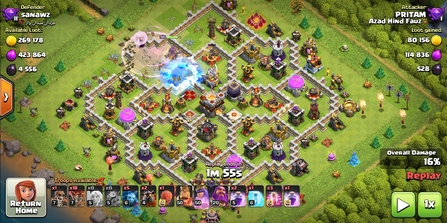 Defender
sanawz
Available Loot:
269 178
423 864
4 556
Attacker
PRITAM
Azad Hind Fauz
Loot gained:
80 156
114 836
528
Overall Damage
16%
Replay
1M 55S
Return
Home
1x